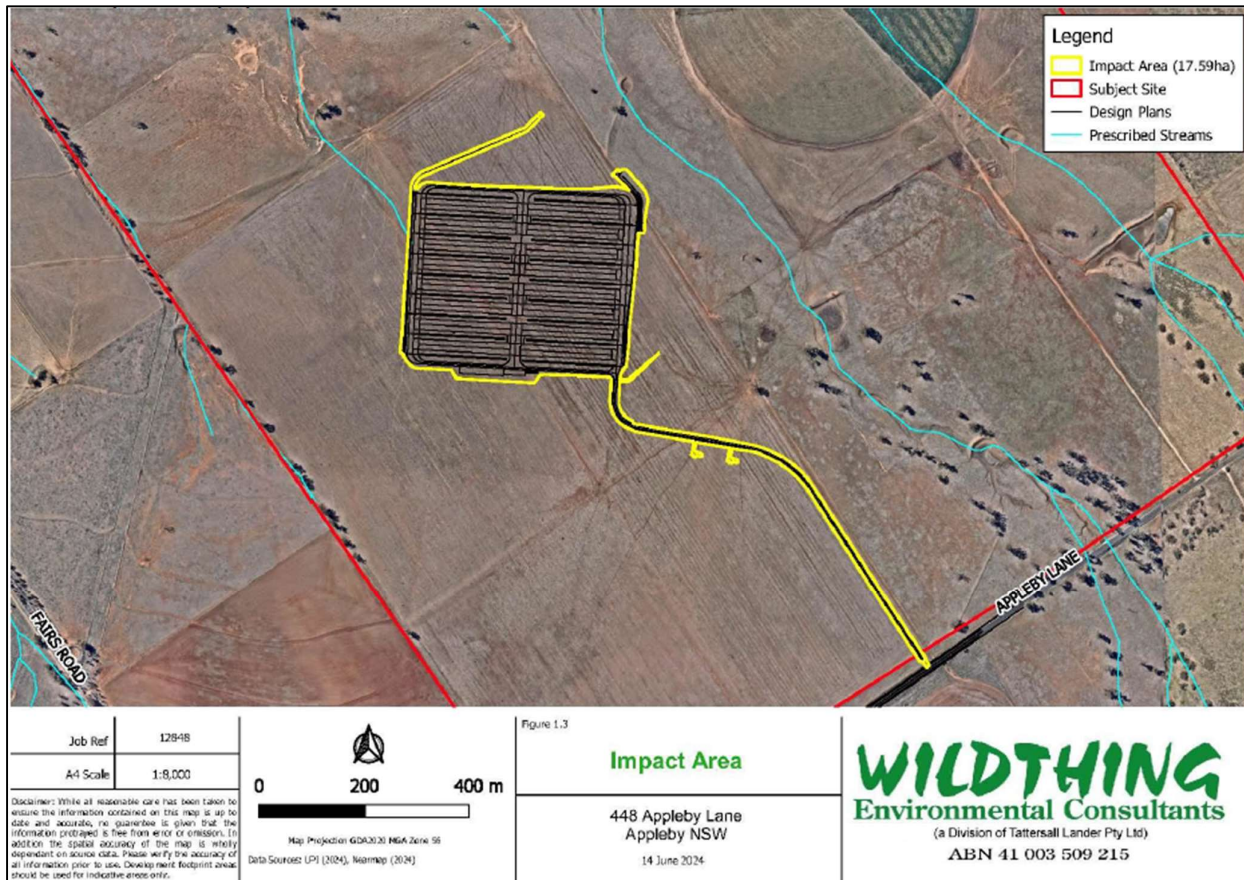 Legend
Impact Area (17.59ha)
Subject Site
Design Plans
Prescribed Streams
APPLEBY LANE
FAIRS ROAD
Job Ref
12848
A4 Scale
1:8,000
Disclaimer: While all reasonable care has been taken to
ensure the information contained on this map is up to
date and accurate, no guarantee is given that the
information protrayed is free from error or omission. In
addition the spatial accuracy of the map is wholly
dependant on source data. Please verify the accuracy of
all information prior to use. Development footprint areas
should be used for indicative areas only.
0 200 400 m
Map Projection GDA2020 MGA Zone 56
Data Sources: LPI (2024), Nearmap (2024)
Figure 1.3
Impact Area
448 Appleby Lane
Appleby NSW
14 June 2024
WILDTHING
Environmental Consultants
(a Division of Tattersall Lander Pty Ltd)
ABN 41 003 509 215